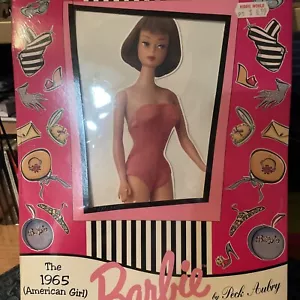 The
1965
(American Girl)
Barbie
by Peck Aubry